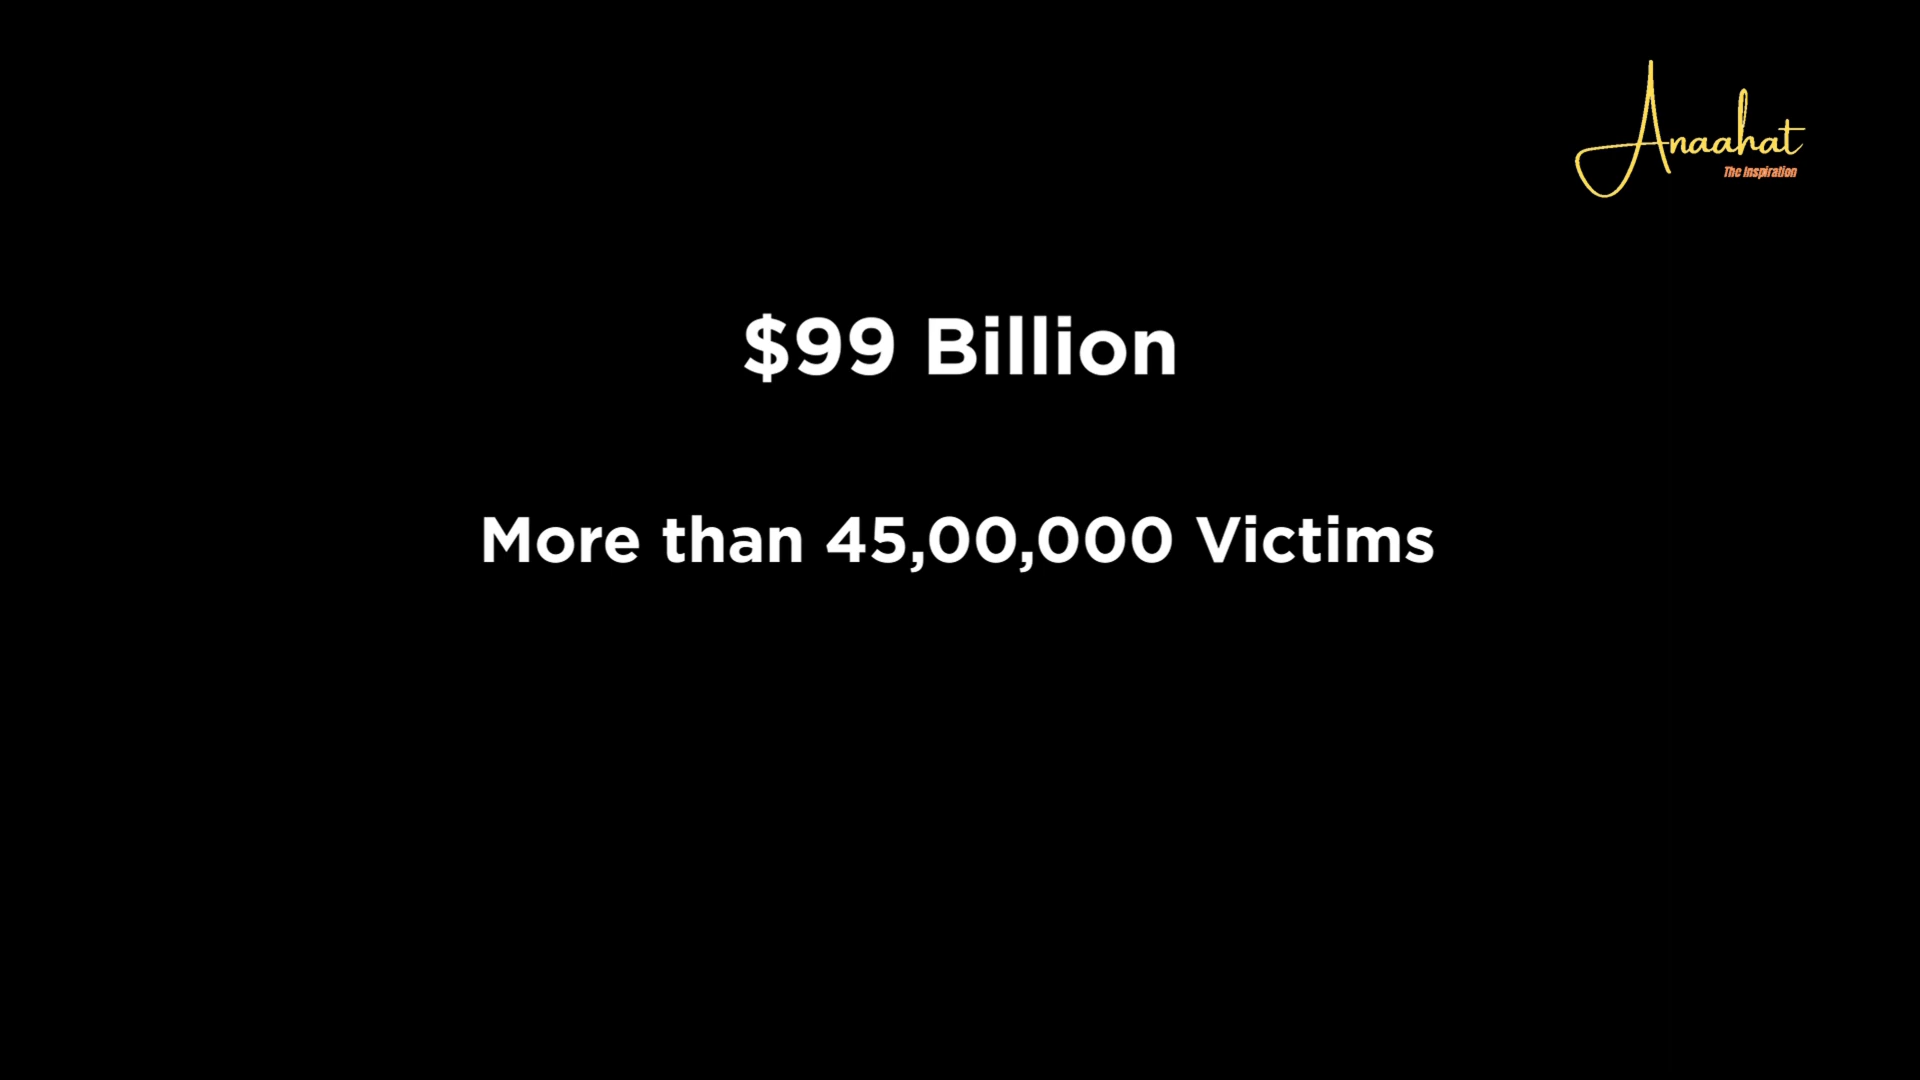 Anaahat
The Inspiration
$99 Billion
More than 45,00,000 Victims